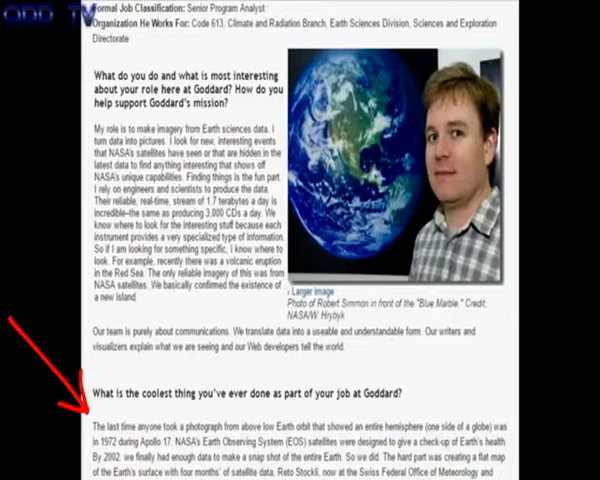 ODD TV
Formal Job Classification: Senior Program Analyst
Organization He Works For: Code 613, Climate and Radiation Branch, Earth Sciences Division, Sciences and Exploration
Directorate
What do you do and what is most interesting
about your role here at Goddard? How do you
help support Goddard's mission?
My role is to make imagery from Earth sciences data. I
turn data into pictures. I look for new, interesting events
that NASA's satellites have seen or that are hidden in the
latest data to find anything interesting that shows off
NASA's unique capabilities. Finding things is the fun part.
I rely on engineers and scientists to produce the data.
Their reliable, real-time, stream of 1.7 terabytes a day is
incredible–the same as producing 3,000 CDs a day. We
know where to look for the interesting stuff because each
instrument provides a very specialized type of information.
So if I am looking for something specific, I know where to
look. For example, recently there was a volcanic eruption
in the Red Sea. The only reliable imagery of this was from
NASA satellites. We basically confirmed the existence of
a new island.
› Larger image
Photo of Robert Simmon in front of the "Blue Marble." Credit:
NASA/W. Hrybyk
Our team is purely about communications. We translate data into a useable and understandable form. Our writers and
visualizers explain what we are seeing and our Web developers tell the world.
What is the coolest thing you've ever done as part of your job at Goddard?
The last time anyone took a photograph from above low Earth orbit that showed an entire hemisphere (one side of a globe) was
in 1972 during Apollo 17. NASA's Earth Observing System (EOS) satellites were designed to give a check-up of Earth's health.
By 2002, we finally had enough data to make a snap shot of the entire Earth. So we did. The hard part was creating a flat map
of the Earth's surface with four months' of satellite data. Reto Stockli, now at the Swiss Federal Office of Meteorology and